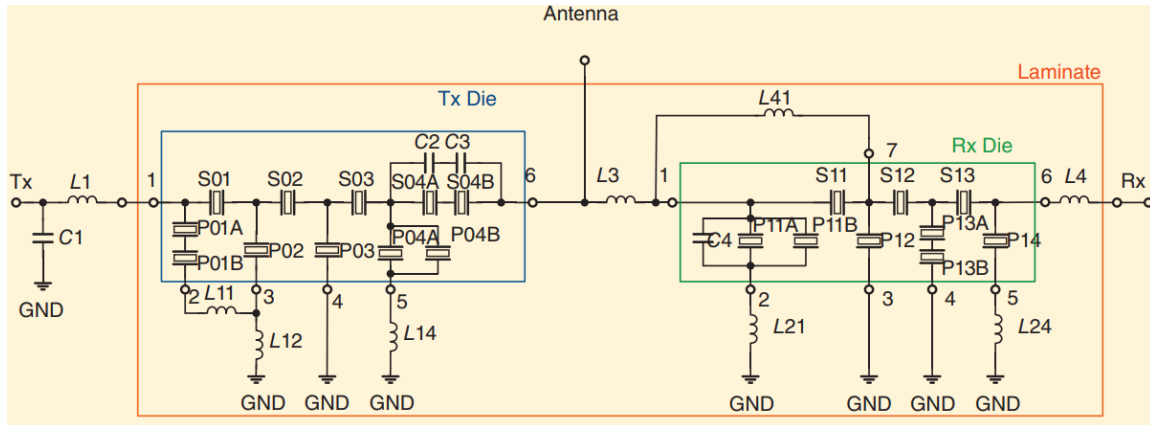 Antenna
Laminate
Tx Die
L41
Rx Die
C2 C3
7
Tx L1 1 S01 S02 S03 S04A S04B 6 L3 1 S11 S12 S13 6 L4 Rx
C1 P01A P01B P02 P03 P04A P04B C4 P11A P11B P12 P13A P13B P14
2 L11 3 4 5 2 3 4 5
L12 L14 L21 L24
GND
GND GND GND GND GND GND GND